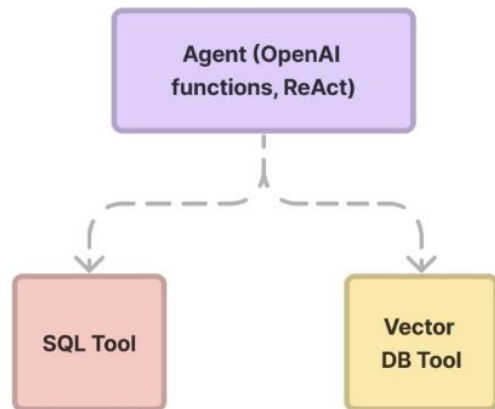 Agent (OpenAI
functions, ReAct)
SQL Tool
Vector
DB Tool